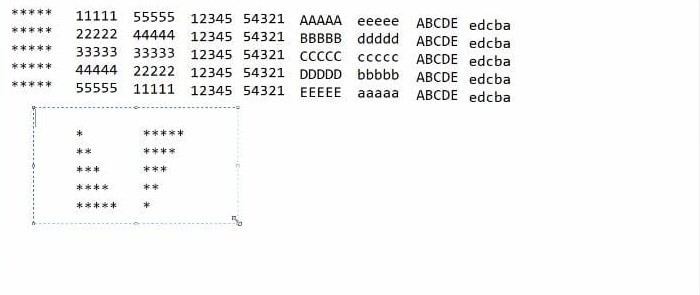 ***** 11111 55555 12345 54321 AAAAA eeeee ABCDE edcba
***** 22222 44444 12345 54321 BBBBB ddddd ABCDE edcba
***** 33333 33333 12345 54321 CCCCC ccccc ABCDE edcba
***** 44444 22222 12345 54321 DDDDD bbbbb ABCDE edcba
***** 55555 11111 12345 54321 EEEEE aaaaa ABCDE edcba
* *****
** ****
*** ***
**** **
***** *